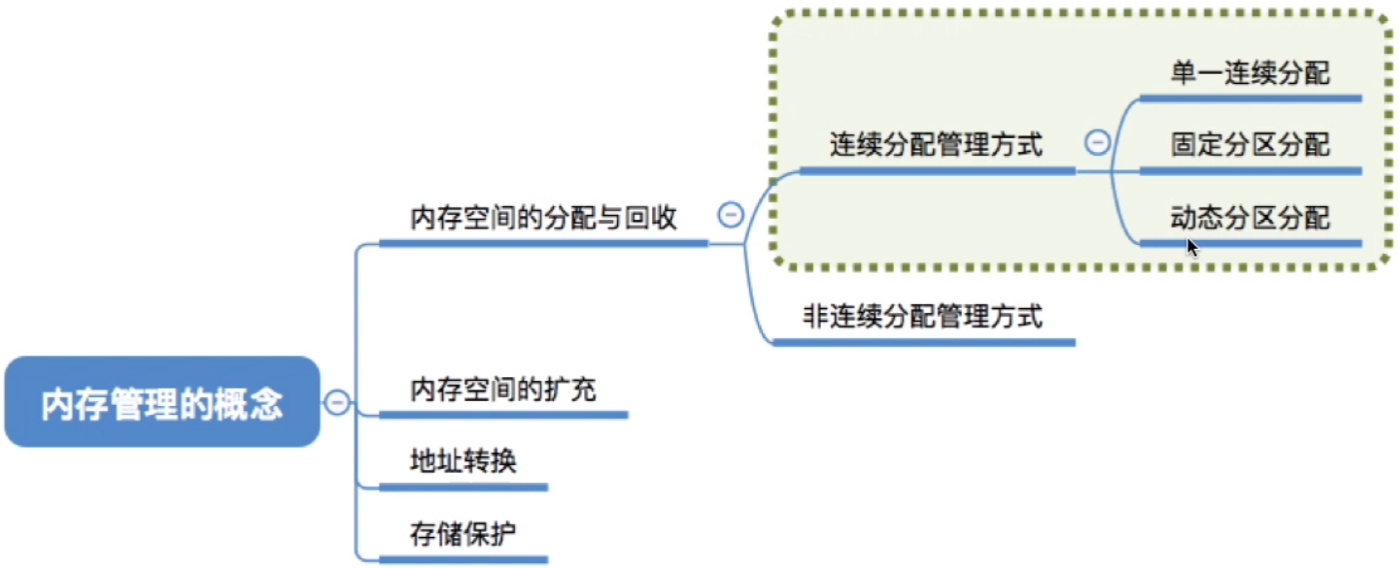 内存管理的概念
内存空间的分配与回收
连续分配管理方式
单一连续分配
固定分区分配
动态分区分配
非连续分配管理方式
内存空间的扩充
地址转换
存储保护